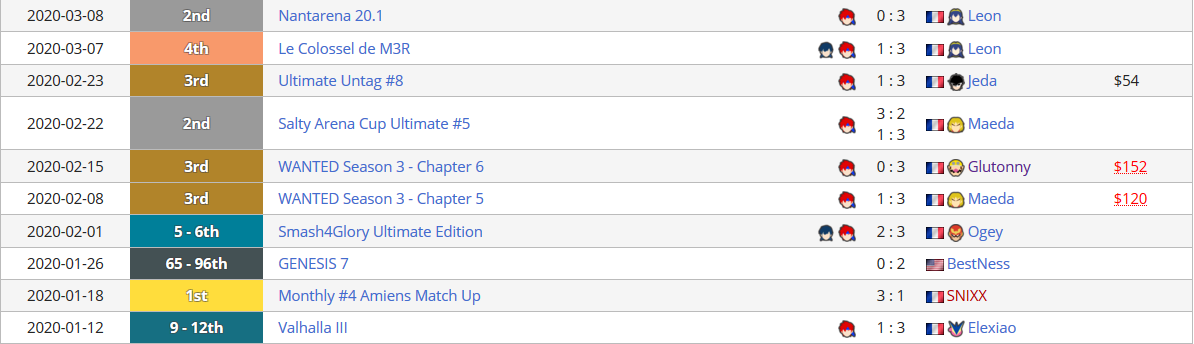 2020-03-08 2nd Nantarena 20.1 0 : 3 Leon
2020-03-07 4th Le Colossel de M3R 1 : 3 Leon
2020-02-23 3rd Ultimate Untag #8 1 : 3 Jeda $54
2020-02-22 2nd Salty Arena Cup Ultimate #5 3 : 2 Maeda
1 : 3
2020-02-15 3rd WANTED Season 3 - Chapter 6 0 : 3 Glutonny $152
2020-02-08 3rd WANTED Season 3 - Chapter 5 1 : 3 Maeda $120
2020-02-01 5 - 6th Smash4Glory Ultimate Edition 2 : 3 Ogey
2020-01-26 65 - 96th GENESIS 7 0 : 2 BestNess
2020-01-18 1st Monthly #4 Amiens Match Up 3 : 1 SNIXX
2020-01-12 9 - 12th Valhalla III 1 : 3 Elexiao